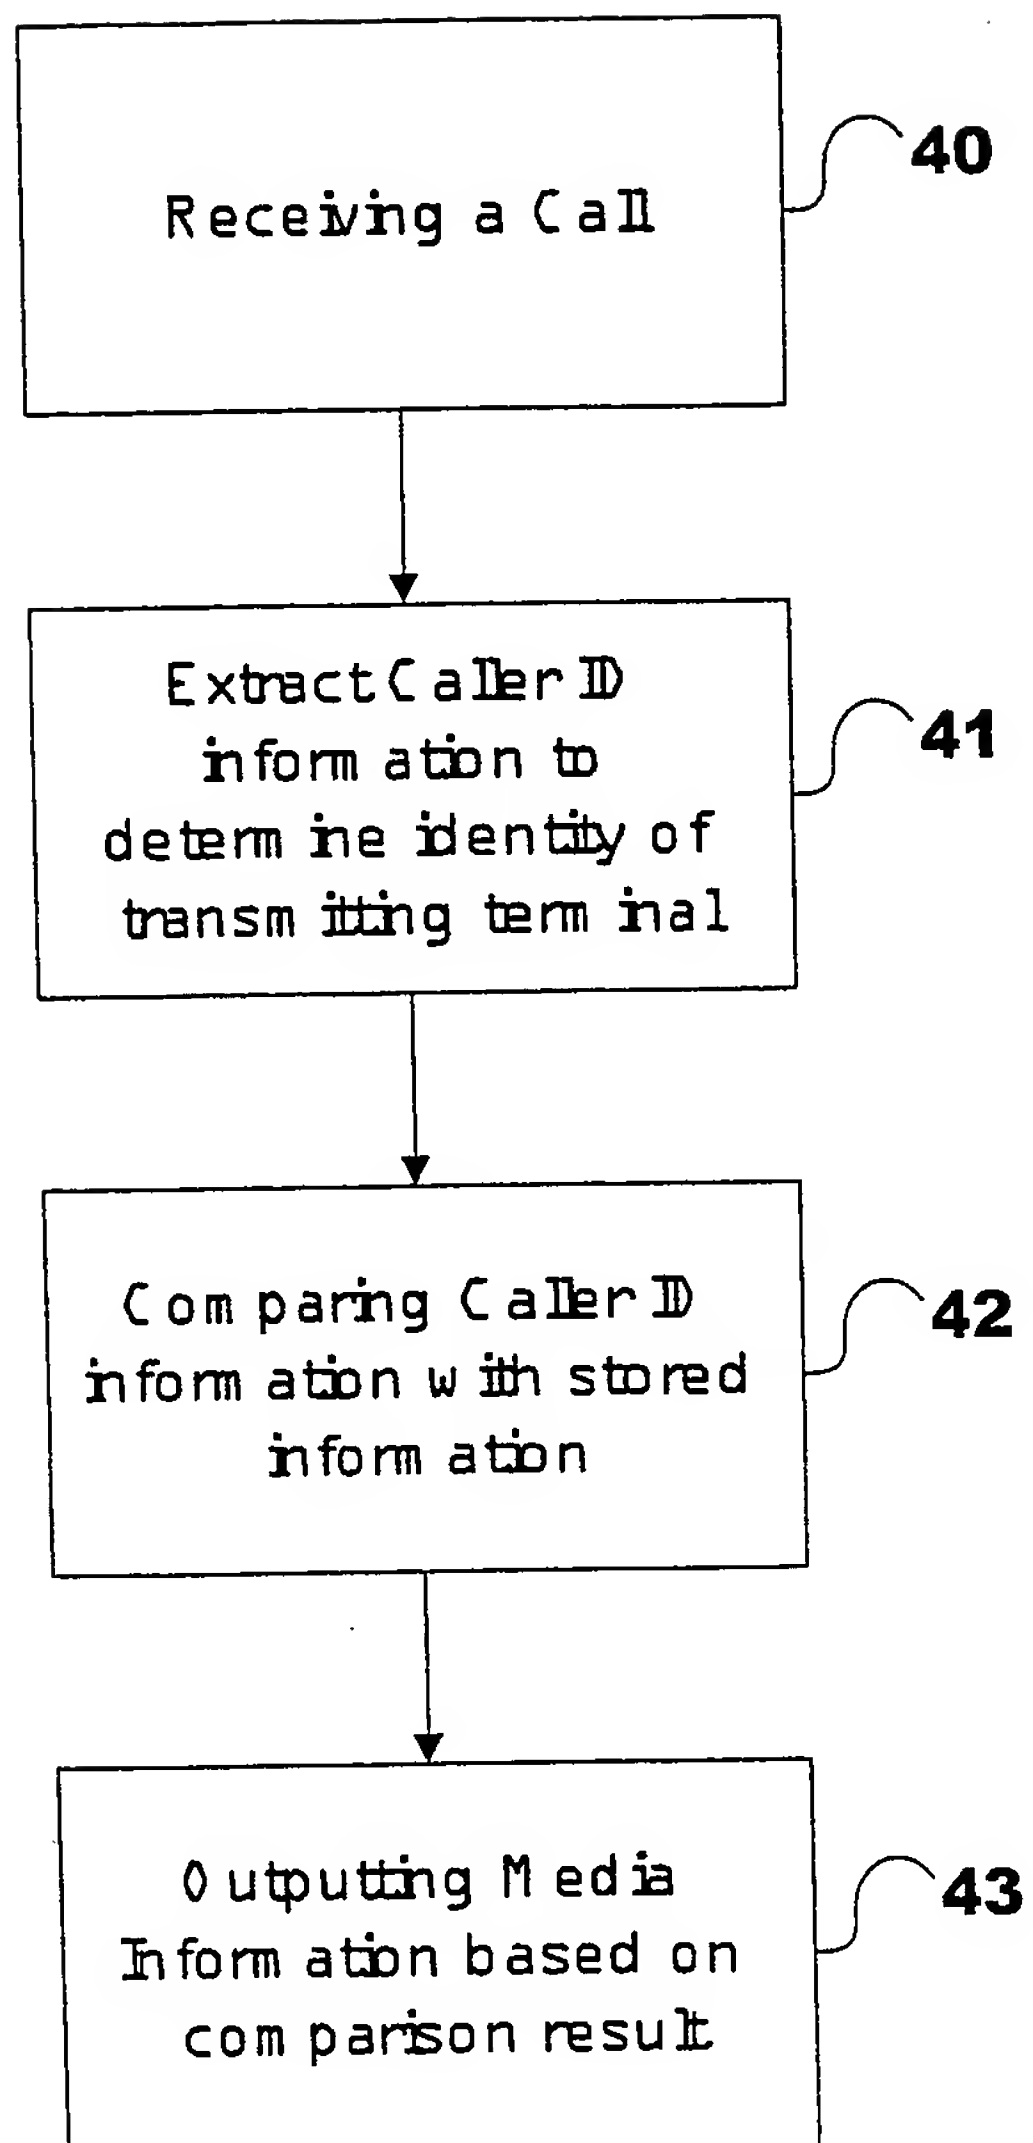 Receiving a Call
40
Extract Caller ID
information to
determine identity of
transmitting terminal
41
Comparing Caller ID
information with stored
information
42
Outputting Media
Information based on
comparison result
43